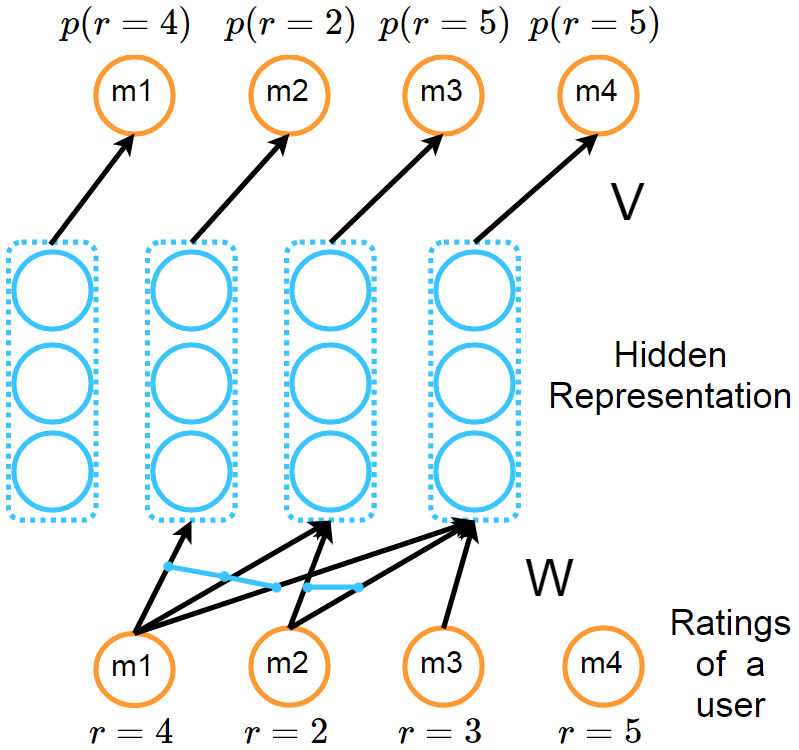 p(r = 4) p(r = 2) p(r = 5) p(r = 5)
m1 m2 m3 m4
V
Hidden
Representation
W
Ratings
of a
user
m1 m2 m3 m4
r = 4 r = 2 r = 3 r = 5